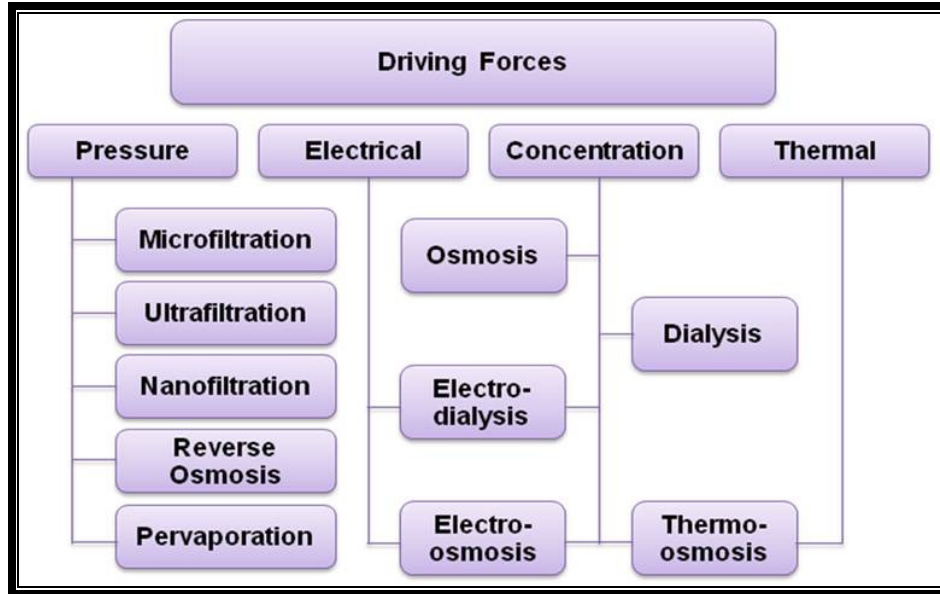 Driving Forces
Pressure
Electrical
Concentration
Thermal
Microfiltration
Ultrafiltration
Nanofiltration
Reverse
Osmosis
Pervaporation
Osmosis
Electro-
dialysis
Electro-
osmosis
Dialysis
Thermo-
osmosis